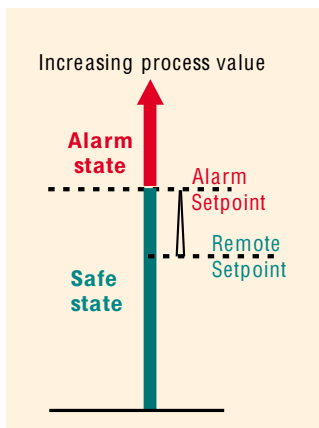 Increasing process value
Alarm
state
Alarm
Setpoint
Remote
Setpoint
Safe
state